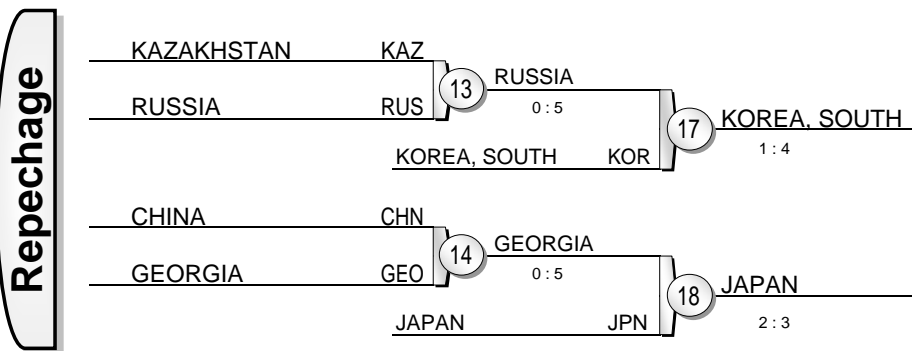 Repechage
KAZAKHSTAN KAZ
RUSSIA RUS
13 RUSSIA
0 : 5
KOREA, SOUTH KOR
17 KOREA, SOUTH
1 : 4
CHINA CHN
GEORGIA GEO
14 GEORGIA
0 : 5
JAPAN JPN
18 JAPAN
2 : 3